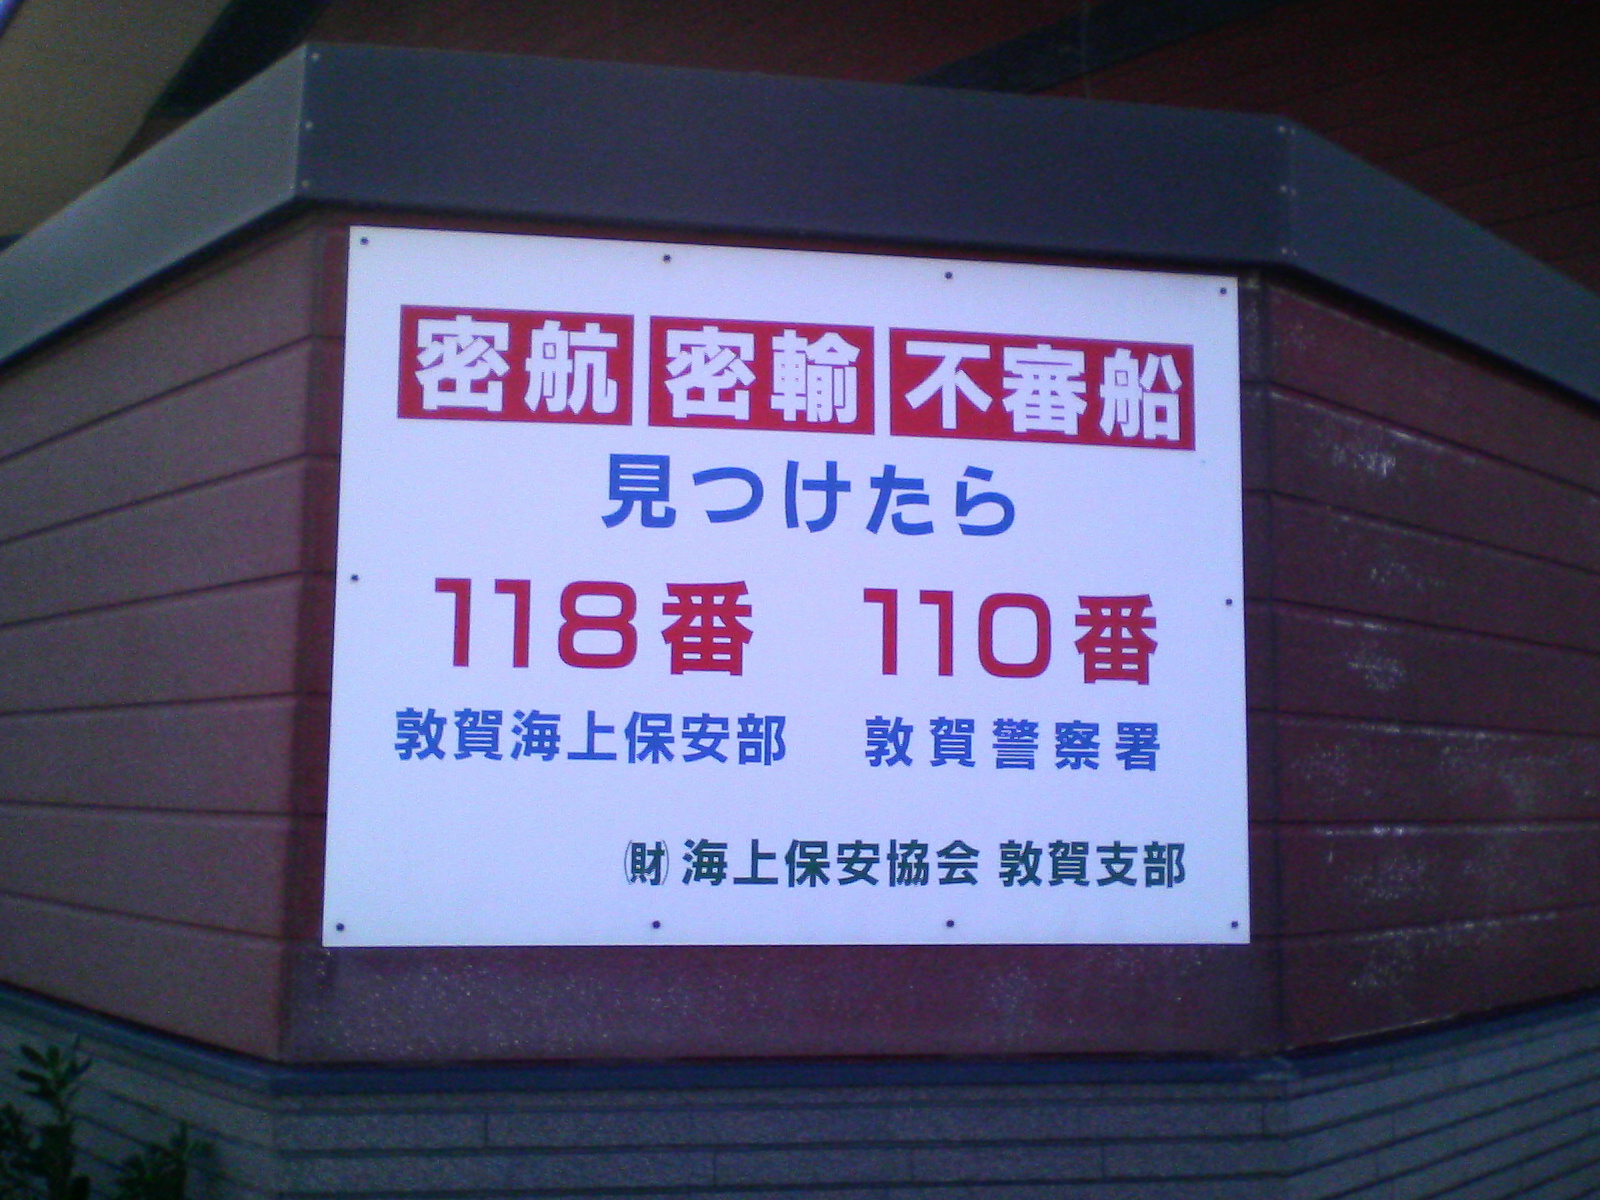 密航 密輸 不審船
見つけたら
118番 110番
敦賀海上保安部 敦賀警察署
㈶ 海上保安協会 敦賀支部